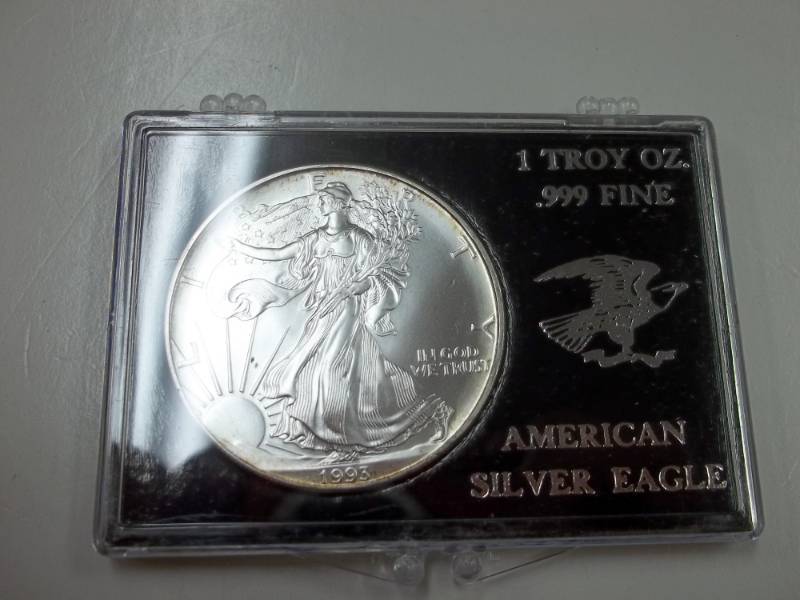 LIBERTY
IN GOD
WE TRUST
1993
1 TROY OZ.
.999 FINE
AMERICAN
SILVER EAGLE